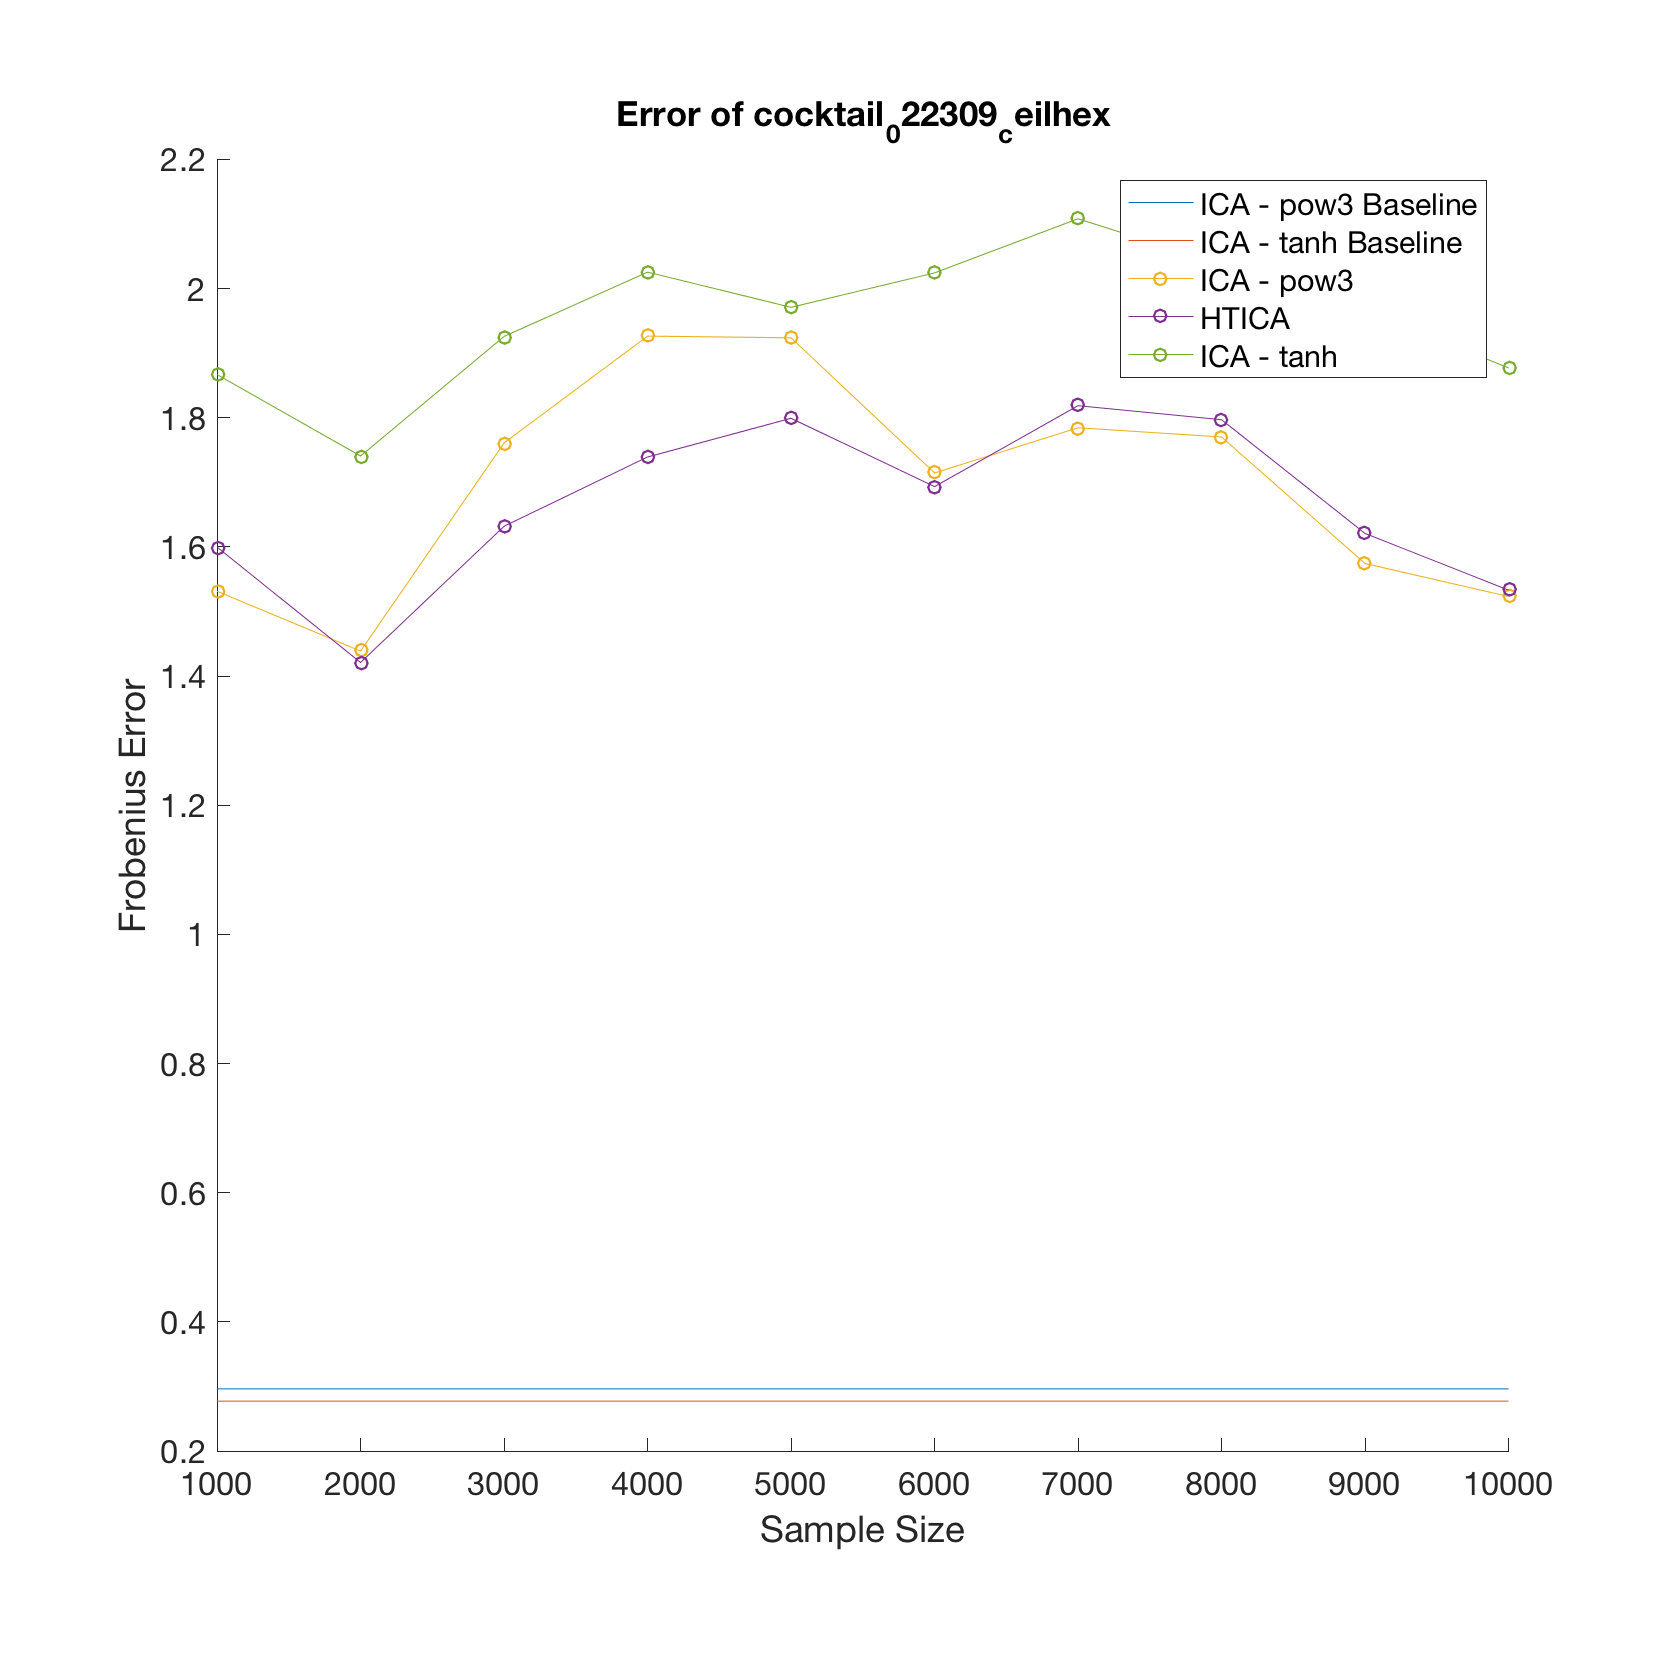 Error of cocktail_022309_ceilhex
2.2
2
1.8
1.6
1.4
1.2
1
0.8
0.6
0.4
0.2
Frobenius Error
ICA - pow3 Baseline
ICA - tanh Baseline
ICA - pow3
HTICA
ICA - tanh
1000 2000 3000 4000 5000 6000 7000 8000 9000 10000
Sample Size